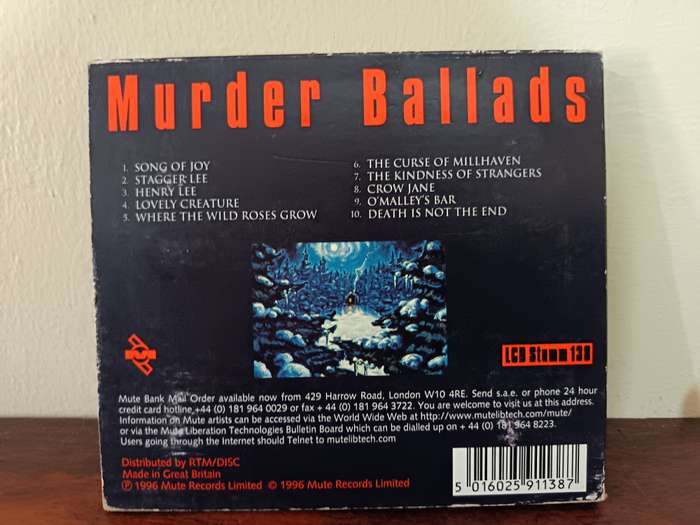 Murder Ballads
1. SONG OF JOY
2. STAGGER LEE
3. HENRY LEE
4. LOVELY CREATURE
5. WHERE THE WILD ROSES GROW
6. THE CURSE OF MILLHAVEN
7. THE KINDNESS OF STRANGERS
8. CROW JANE
9. O'MALLEY'S BAR
10. DEATH IS NOT THE END
LCD Stumm 138
Mute Bank Mail Order available now from 429 Harrow Road, London W10 4RE. Send s.a.e. or phone 24 hour
credit card hotline +44 (0) 181 964 0029 or fax + 44 (0) 181 964 3722. You are welcome to visit us at this address.
Information on Mute artists can be accessed via the World Wide Web at http://www.mutelibtech.com/mute/
or via the Mute Liberation Technologies Bulletin Board which can be dialled up on + 44 (0) 181 964 8223.
Users going through the Internet should Telnet to mutelibtech.com
Distributed by RTM/DISC
Made in Great Britain
℗ 1996 Mute Records Limited © 1996 Mute Records Limited
5 016025 911387